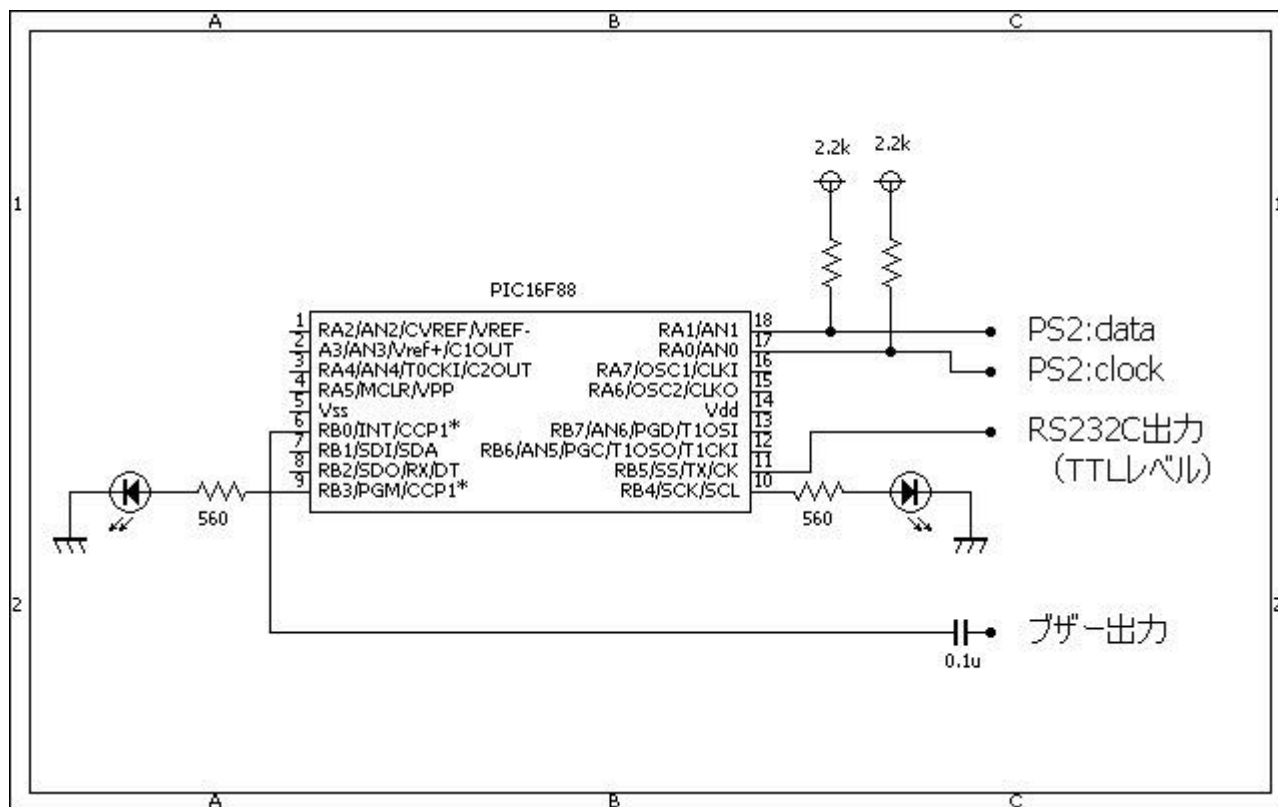 A B C
1 1
2.2k 2.2k
PIC16F88
1 RA2/AN2/CVREF/VREF- RA1/AN1 18
2 A3/AN3/Vref+/C1OUT RA0/AN0 17
3 RA4/AN4/T0CKI/C2OUT RA7/OSC1/CLKI 16
4 RA5/MCLR/VPP RA6/OSC2/CLKO 15
5 Vss Vdd 14
6 RB0/INT/CCP1* RB7/AN6/PGD/T1OSI 13
7 RB1/SDI/SDA RB6/AN5/PGC/T1OSO/T1CKI 12
8 RB2/SDO/RX/DT RB5/SS/TX/CK 11
9 RB3/PGM/CCP1* RB4/SCK/SCL 10
PS2:data
PS2:clock
RS232C出力
(TTLレベル)
560 560
2 2
ブザー出力
0.1u
A B C